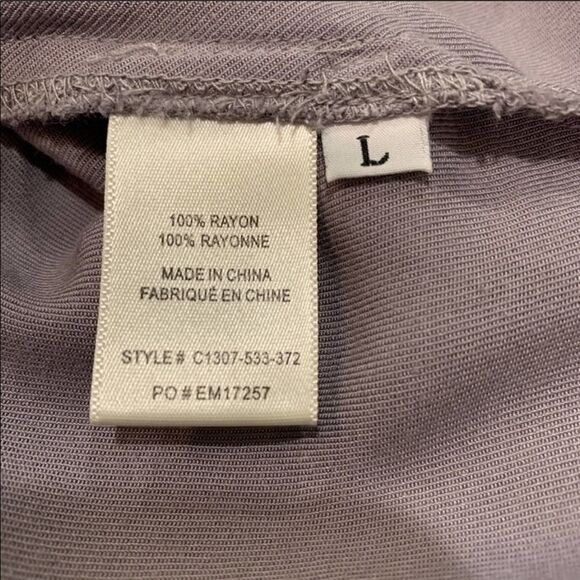 100% RAYON
100% RAYONNE
MADE IN CHINA
FABRIQUÉ EN CHINE
STYLE # C1307-533-372
PO # EM17257
L